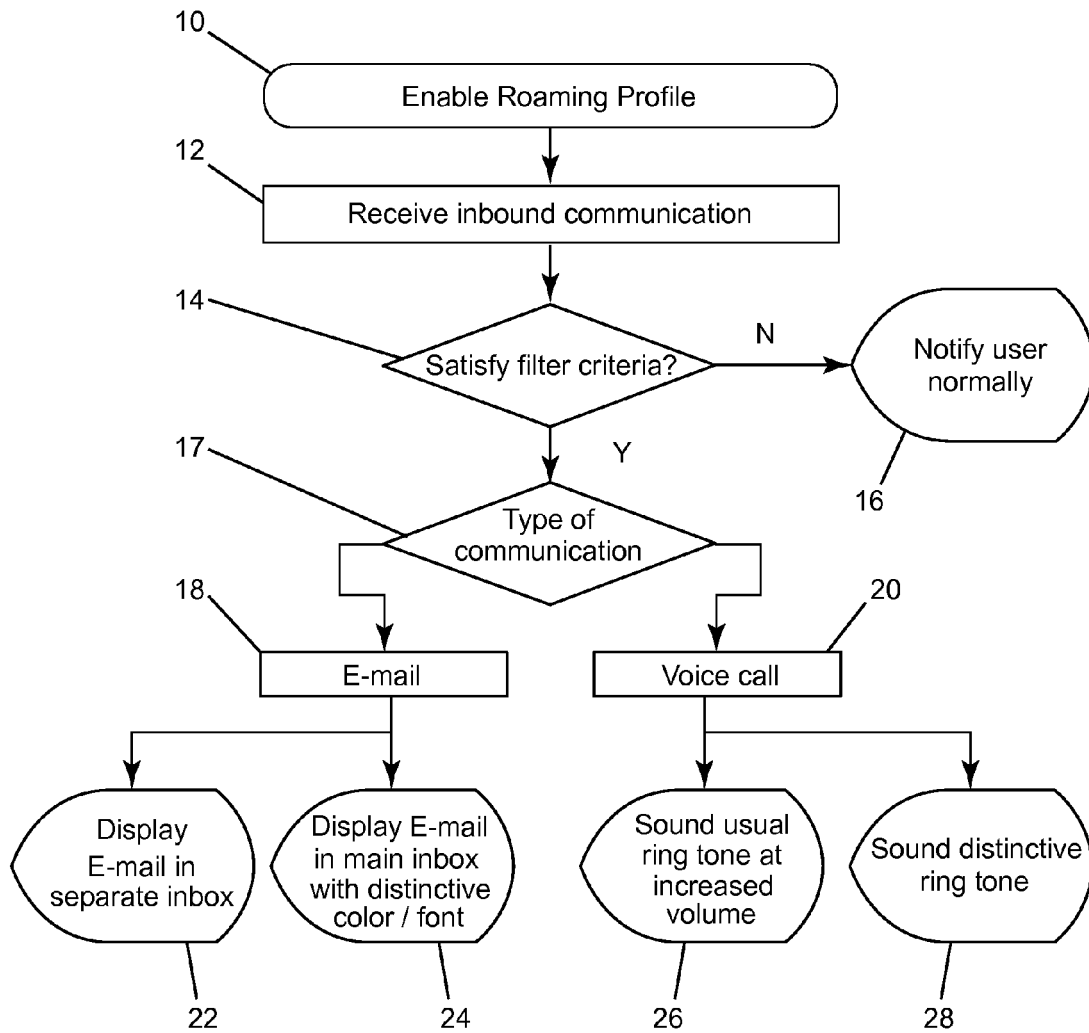 10
Enable Roaming Profile
12
Receive inbound communication
14
Satisfy filter criteria?
N
Notify user
normally
16
Y
17
Type of
communication
18
E-mail
20
Voice call
Display
E-mail in
separate inbox
Display E-mail
in main inbox
with distinctive
color / font
Sound usual
ring tone at
increased
volume
Sound distinctive
ring tone
22
24
26
28